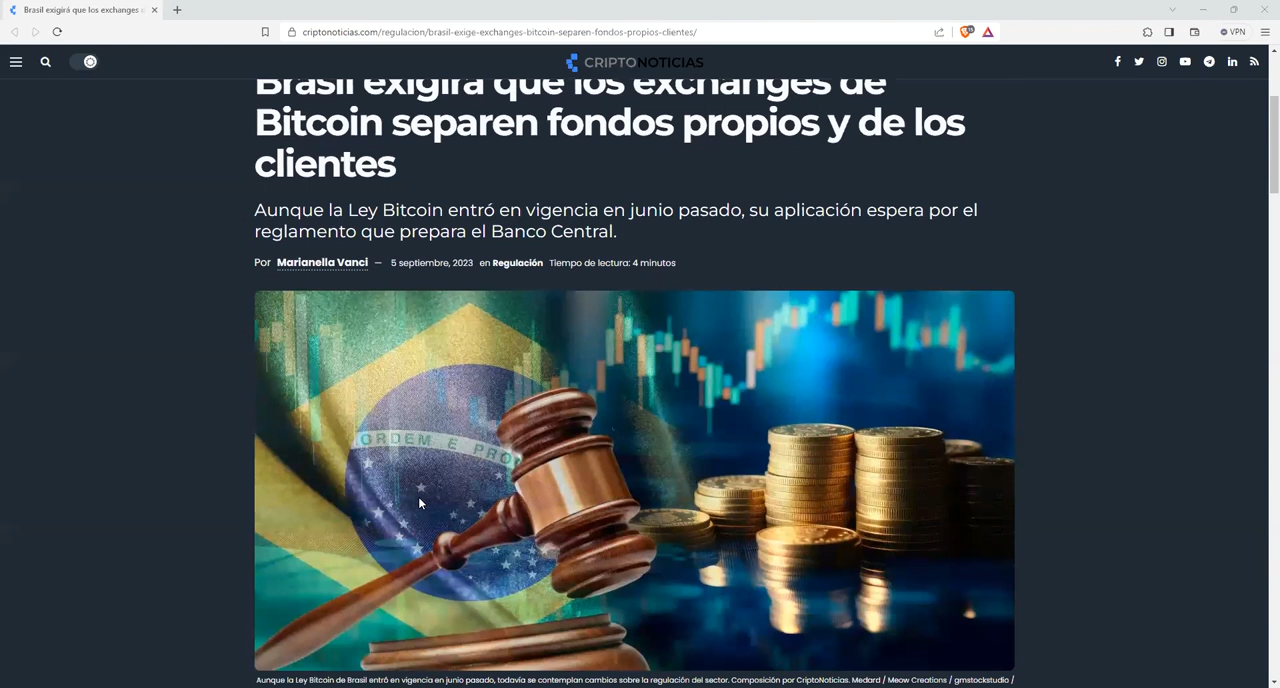 Brasil exigirá que los exchanges d
criptonoticias.com/regulacion/brasil-exige-exchanges-bitcoin-separen-fondos-propios-clientes/
VPN
CRIPTONOTICIAS
Brasil exigirá que los exchanges de
Bitcoin separen fondos propios y de los
clientes
Aunque la Ley Bitcoin entró en vigencia en junio pasado, su aplicación espera por el
reglamento que prepara el Banco Central.
Por Marianella Vanci — 5 septiembre, 2023 en Regulación Tiempo de lectura: 4 minutos
ORDEM E PRO
Aunque la Ley Bitcoin de Brasil entró en vigencia en junio pasado, todavía se contemplan cambios sobre la regulación del sector. Composición por CriptoNoticias. Medard / Meow Creations / gmstockstudio /